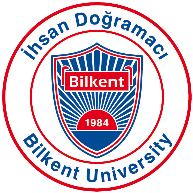 İhsan Doğramacı
Bilkent
1984
Bilkent University